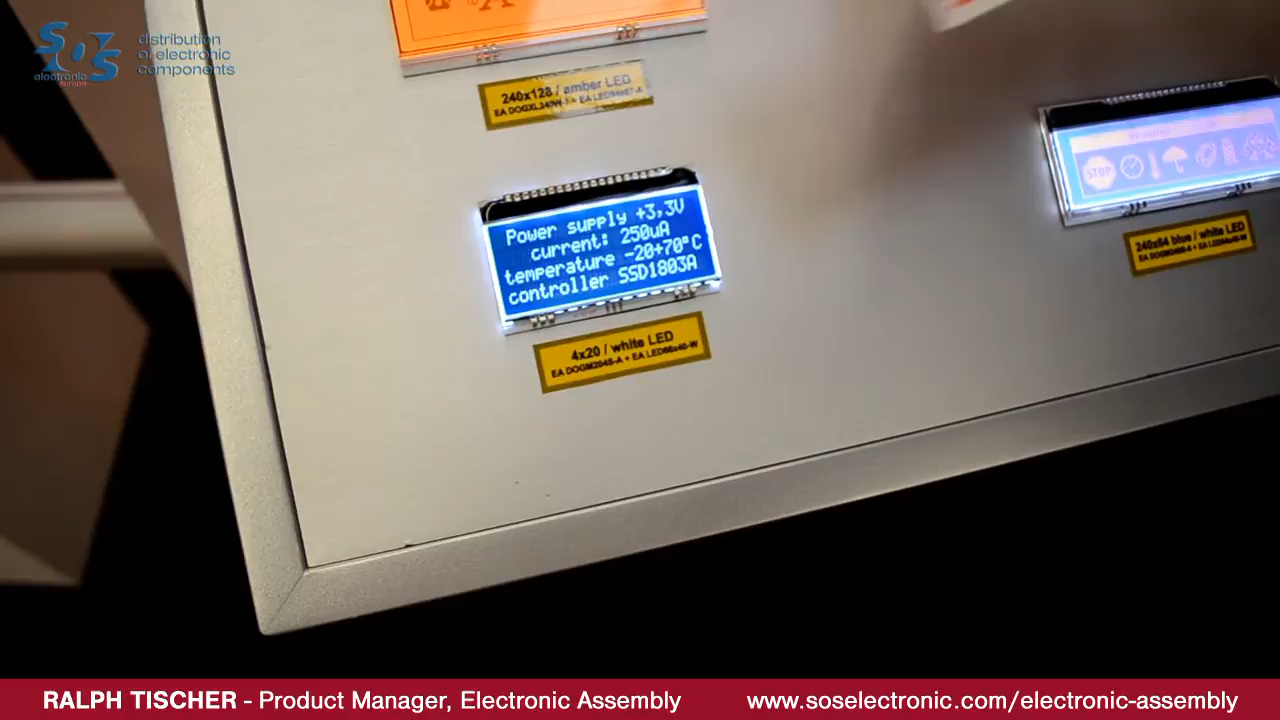 SOS
electronic
distribution
of electronic
components
240x128 / amber LED
Power supply +3,3V
current: 250uA
temperature -20+70°C
controller SSD1803A
4x20 / white LED
EA DOGM204S-A + EA LED66x40-W
STOP
240x64 blue / white LED
RALPH TISCHER - Product Manager, Electronic Assembly
www.soselectronic.com/electronic-assembly